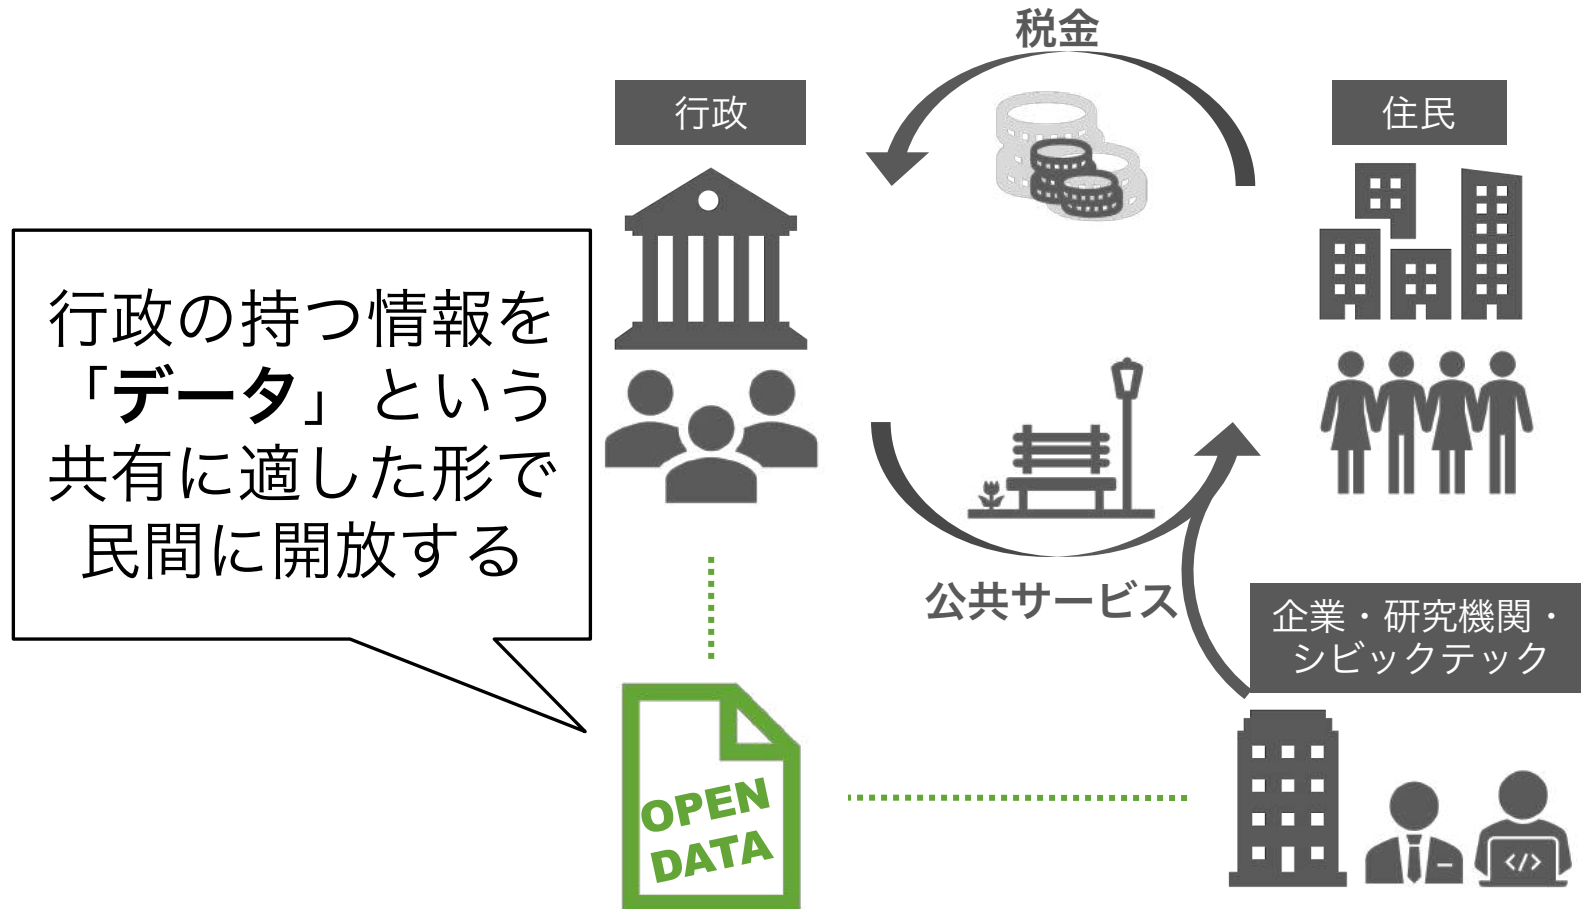 税金
行政
住民
行政の持つ情報を
「データ」という
共有に適した形で
民間に開放する
公共サービス
企業・研究機関・
シビックテック
OPEN
DATA
</>